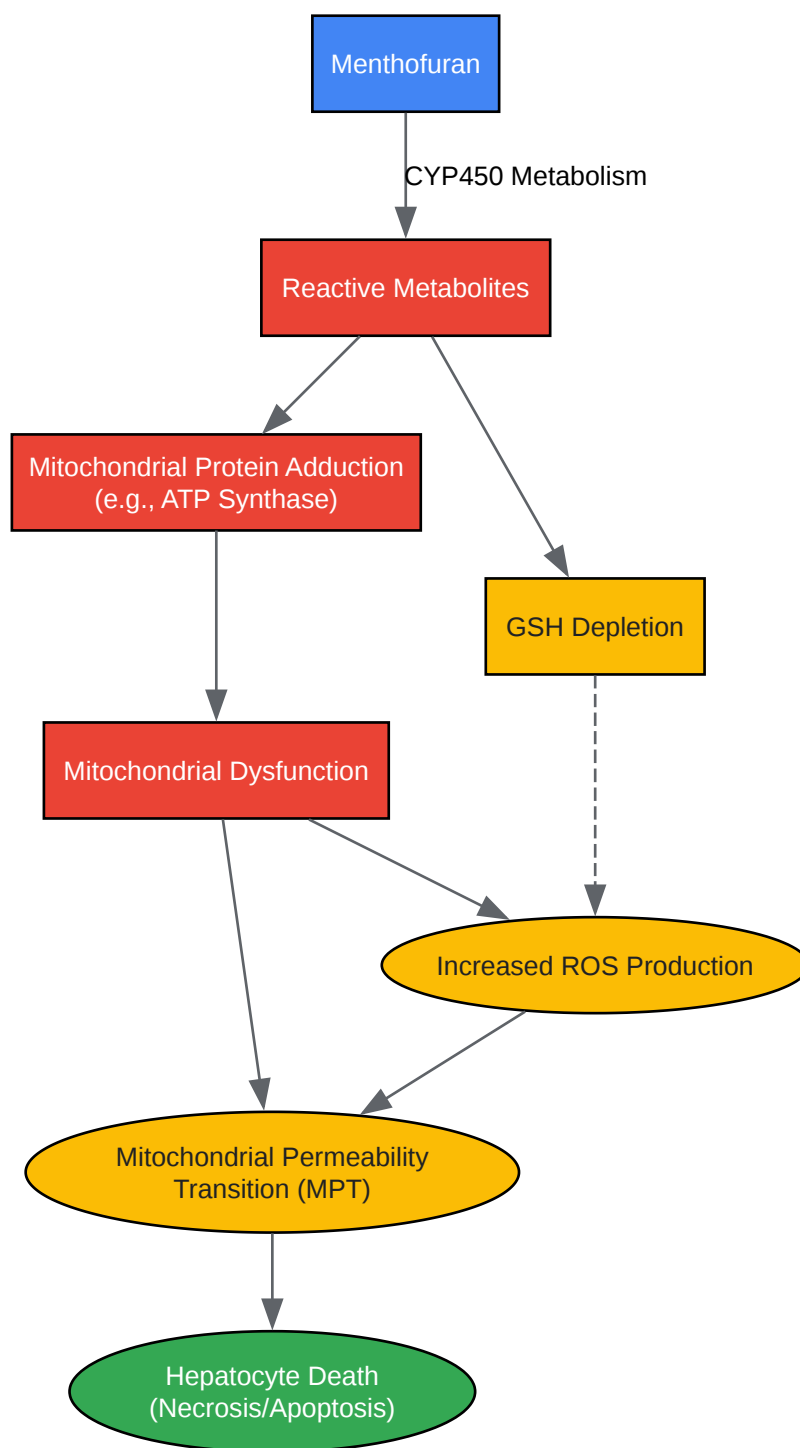 Menthofuran
CYP450 Metabolism
Reactive Metabolites
Mitochondrial Protein Adduction
(e.g., ATP Synthase)
GSH Depletion
Mitochondrial Dysfunction
Increased ROS Production
Mitochondrial Permeability
Transition (MPT)
Hepatocyte Death
(Necrosis/Apoptosis)